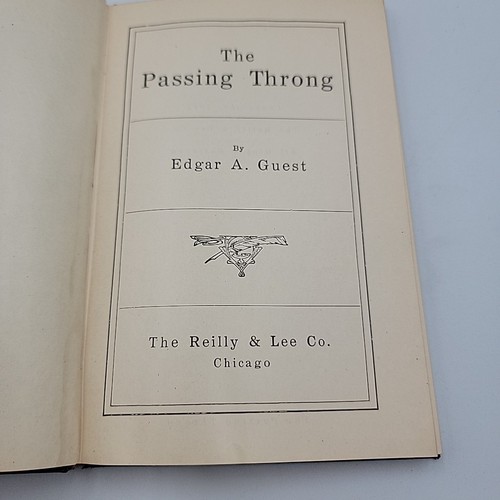 The
Passing Throng
By
Edgar A. Guest
The Reilly & Lee Co.
Chicago